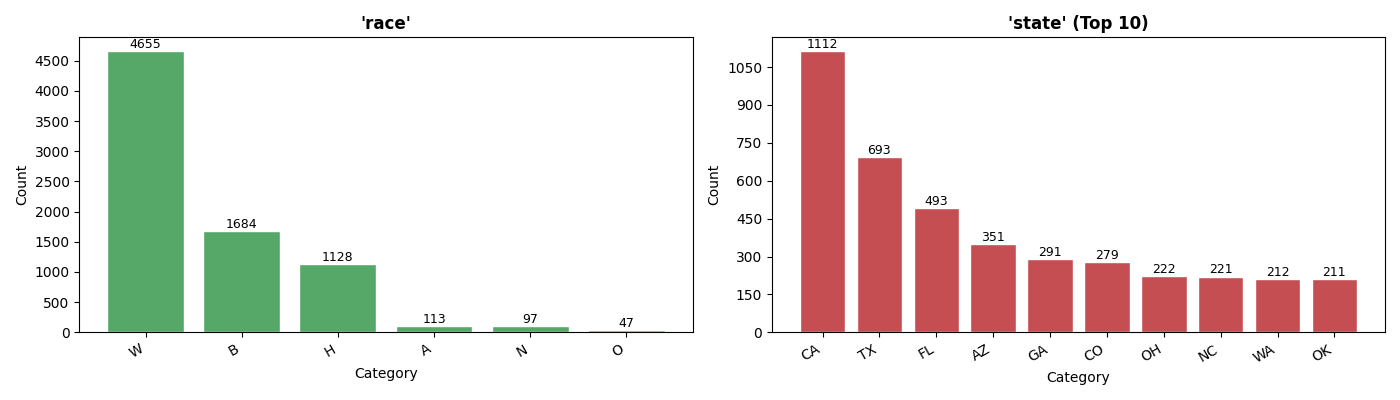 'race'
4655
4500
4000
3500
3000
2500
2000
1500
1000
500
0
1684
1128
113
97
47
Count
W
B
H
A
N
O
Category
'state' (Top 10)
1112
1050
900
750
600
450
300
150
0
693
493
351
291
279
222
221
212
211
Count
CA
TX
FL
AZ
GA
CO
OH
NC
WA
OK
Category